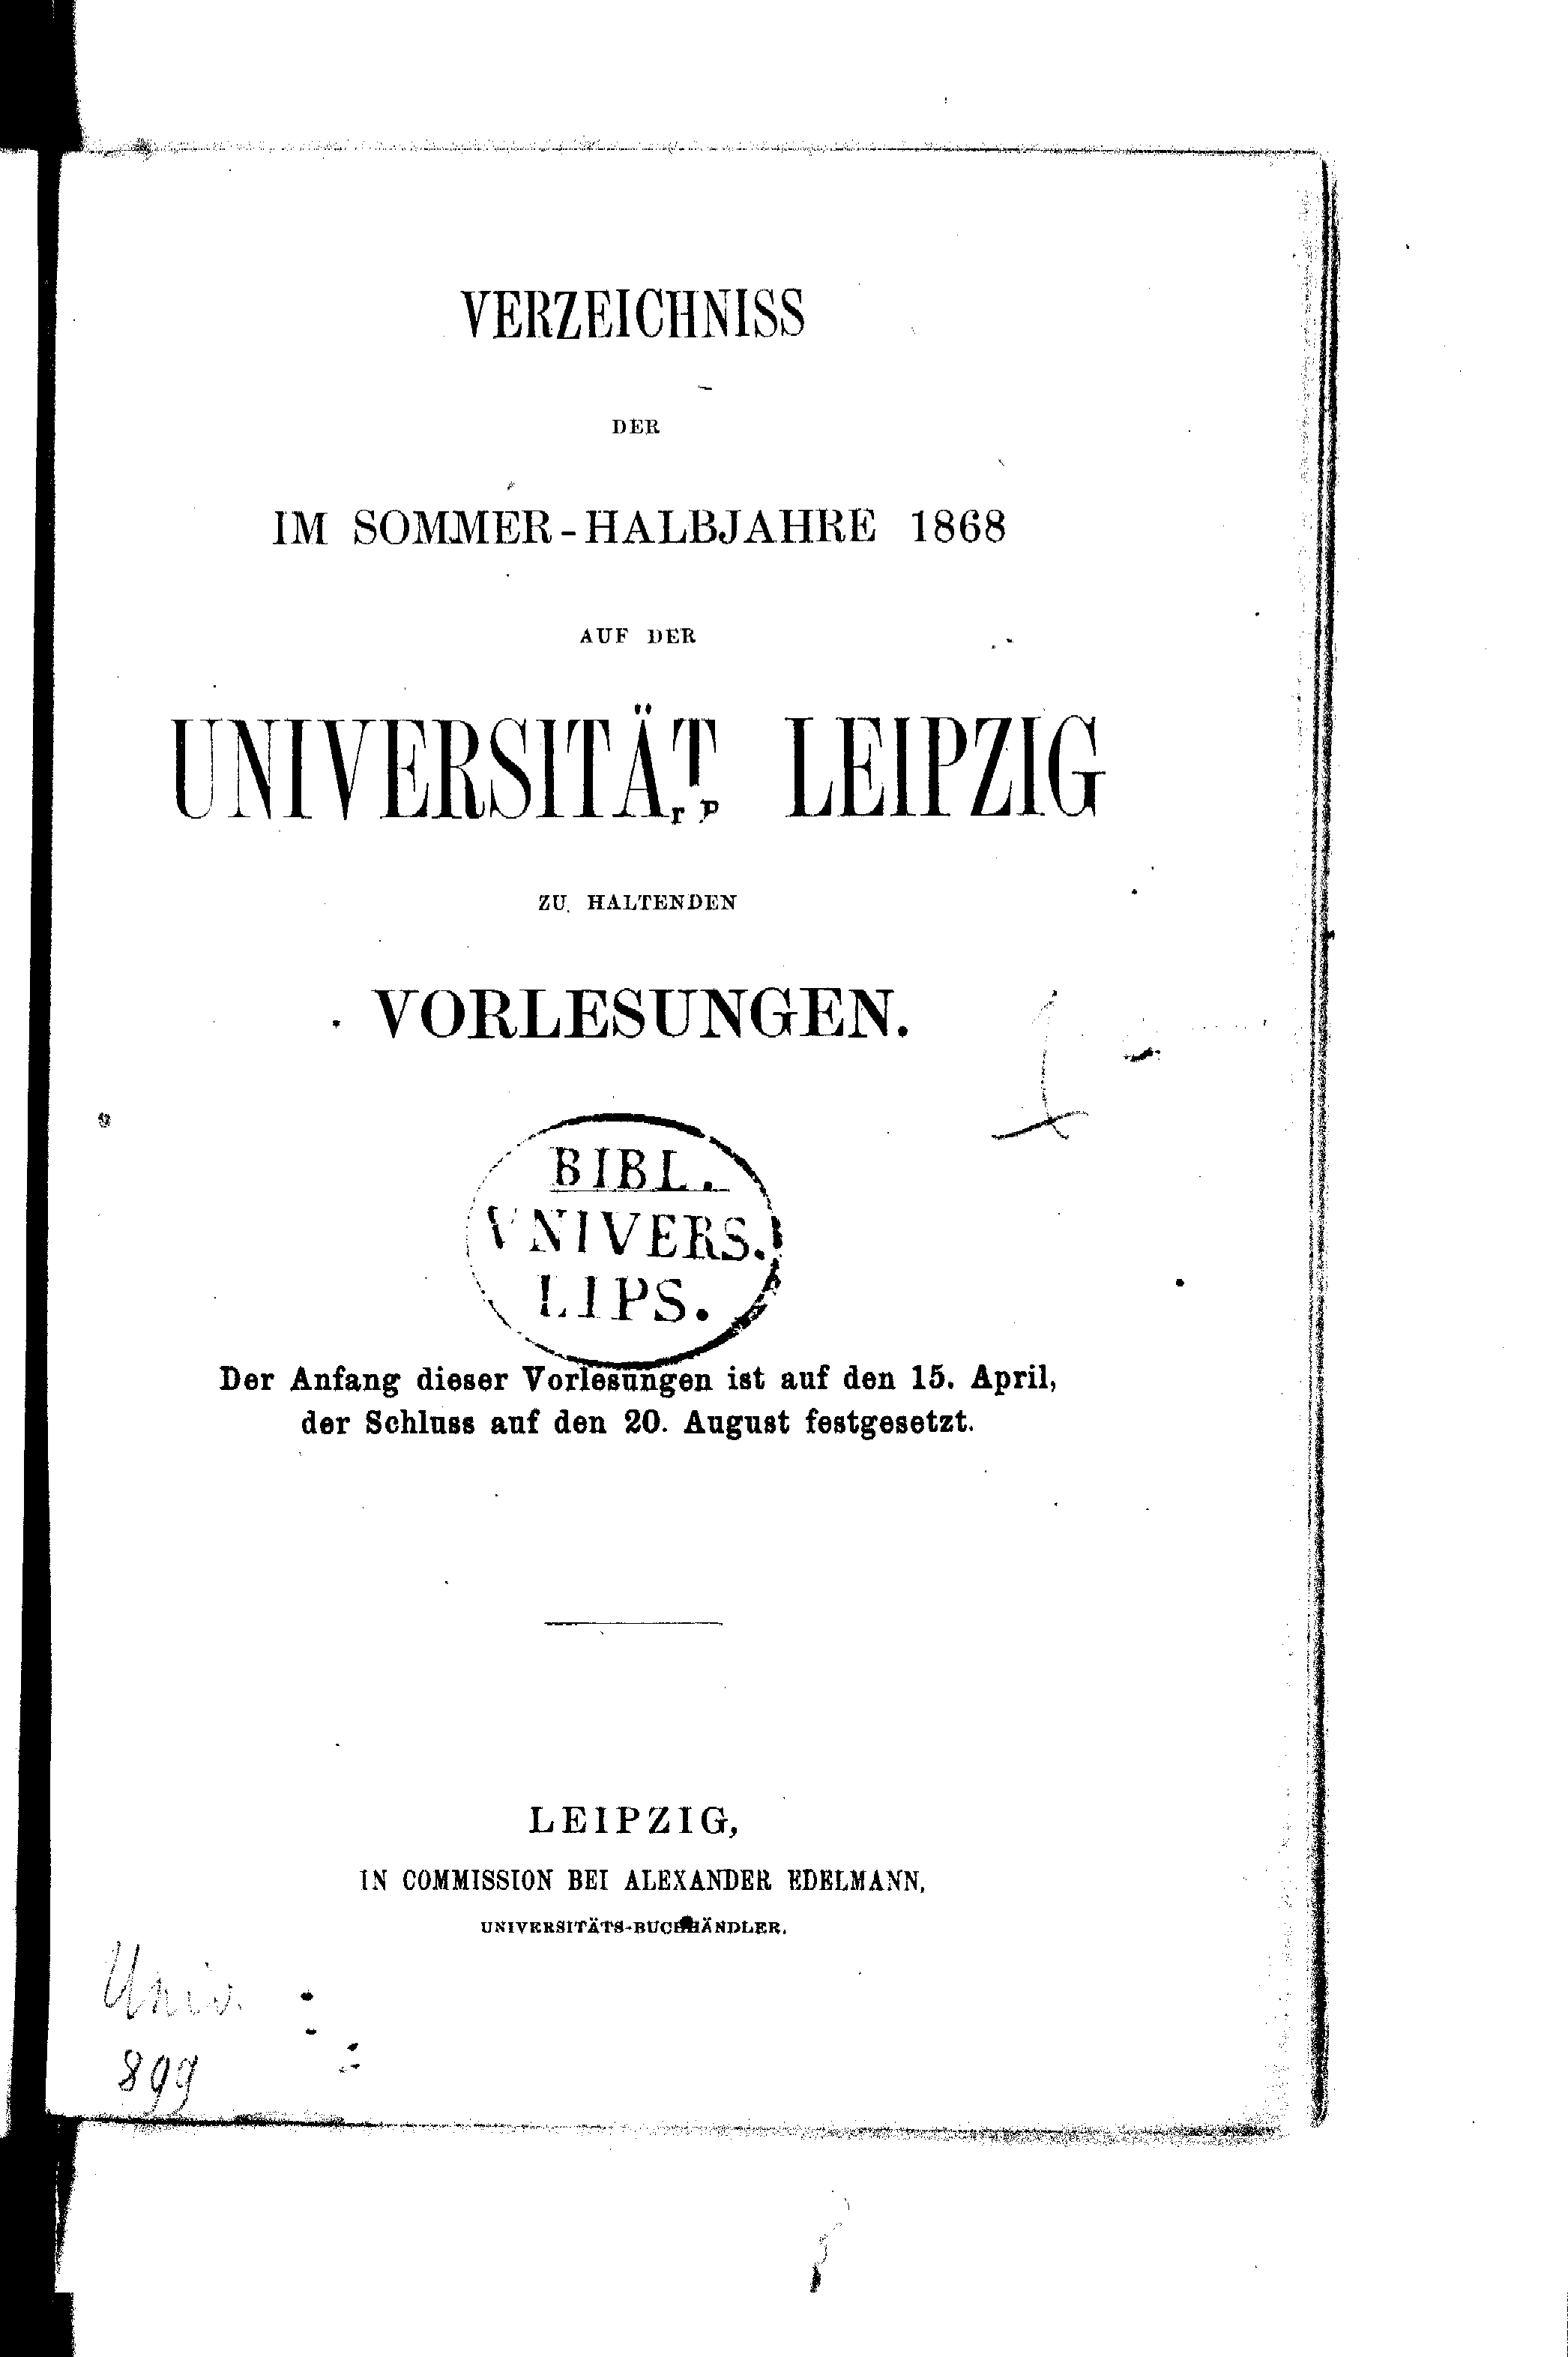 VERZEICHNISS
DER
IM SOMMER-HALBJAHRE 1868
AUF DER
UNIVERSITÄT LEIPZIG
ZU HALTENDEN
VORLESUNGEN.
BIBL.
VNIVERS.
LIPS.
Der Anfang dieser Vorlesungen ist auf den 15. April,
der Schluss auf den 20. August festgesetzt.
LEIPZIG,
IN COMMISSION BEI ALEXANDER EDELMANN,
UNIVERSITÄTS-BUCHHÄNDLER.
Univ.
899